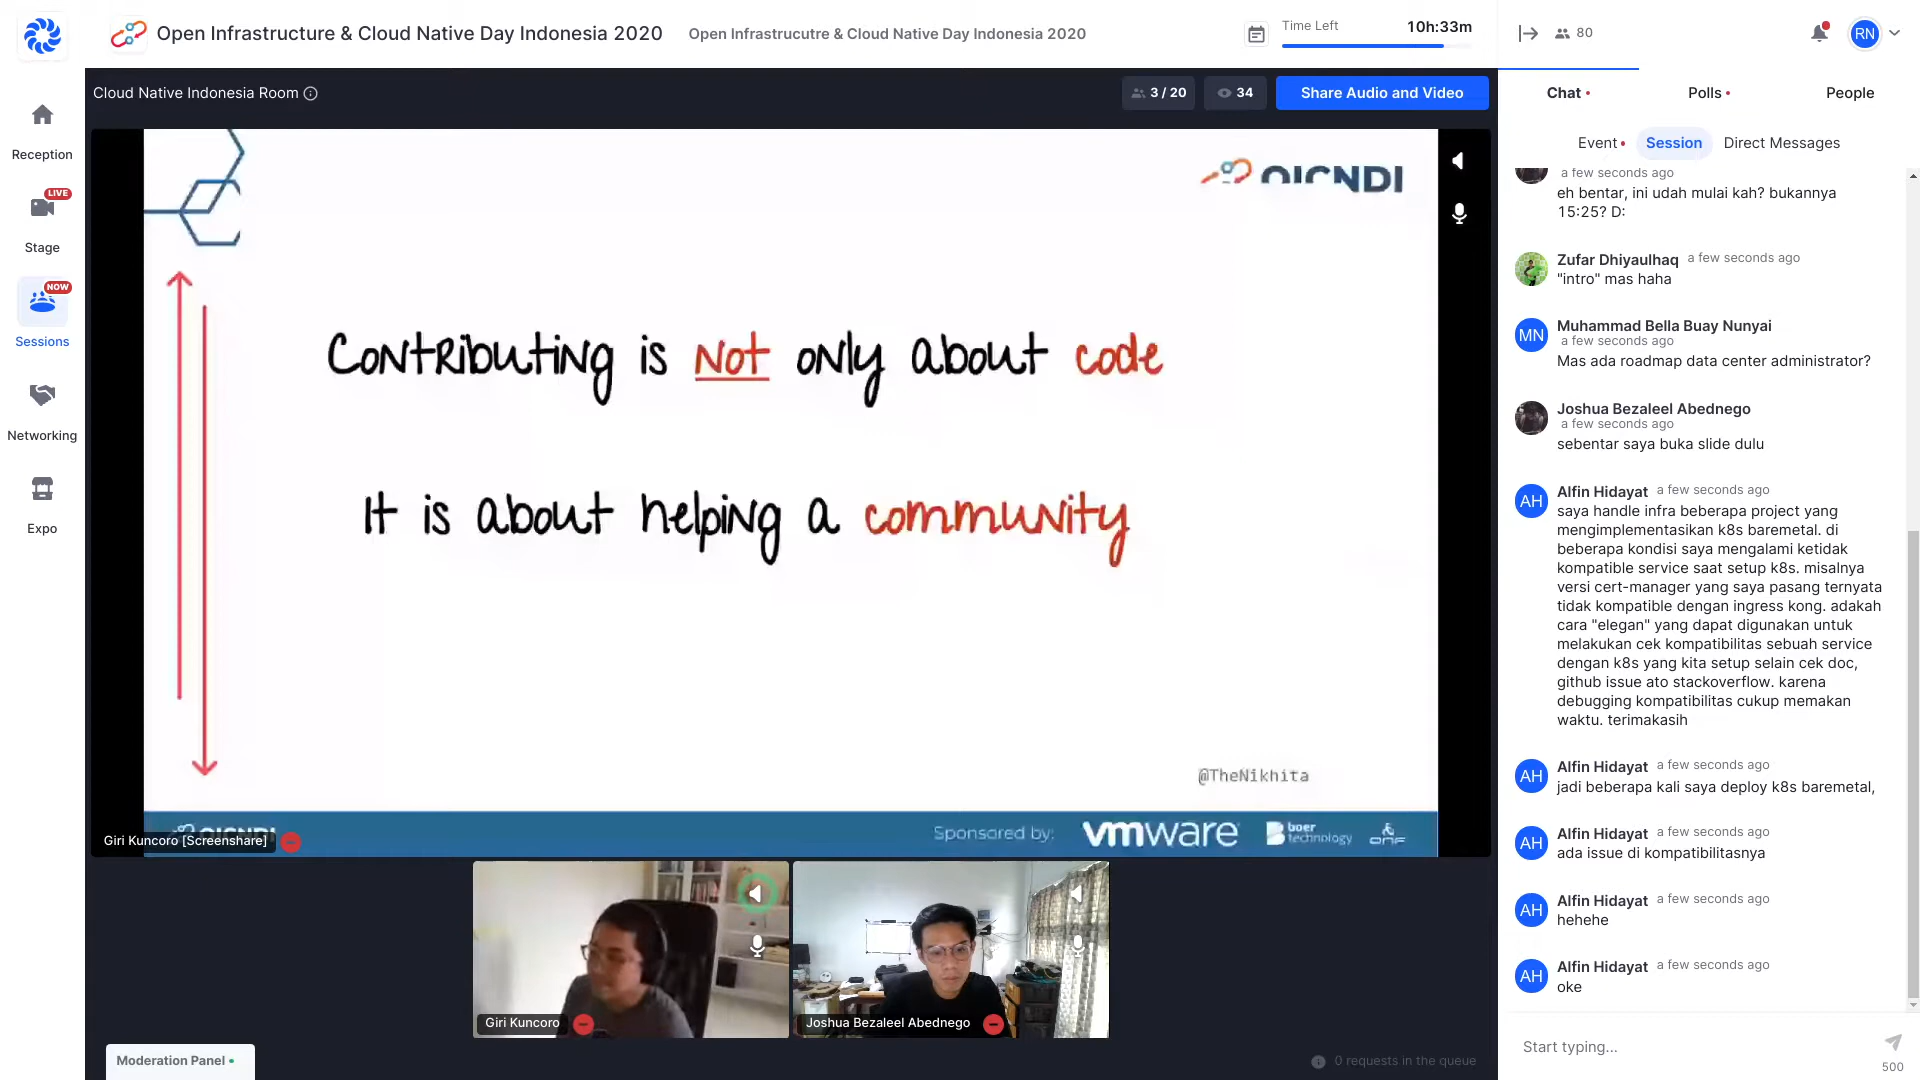 Open Infrastructure & Cloud Native Day Indonesia 2020
Open Infrastrucutre & Cloud Native Day Indonesia 2020
Time Left
10h:33m
80
RN
Reception
LIVE
Stage
NOW
Sessions
Networking
Expo
Cloud Native Indonesia Room
3 / 20
34
Share Audio and Video
OICNDI
Contributing is not only about code
It is about helping a community
@TheNikhita
OICNDI
Giri Kuncoro [Screenshare]
Sponsored by:
vmware
boer
technology
Giri Kuncoro
Joshua Bezaleel Abednego
Moderation Panel
0 requests in the queue
Chat
Polls
People
Event
Session
Direct Messages
a few seconds ago
eh bentar, ini udah mulai kah? bukannya
15:25? D:
Zufar Dhiyaulhaq a few seconds ago
"intro" mas haha
MN
Muhammad Bella Buay Nunyai
a few seconds ago
Mas ada roadmap data center administrator?
Joshua Bezaleel Abednego
a few seconds ago
sebentar saya buka slide dulu
AH
Alfin Hidayat a few seconds ago
saya handle infra beberapa project yang
mengimplementasikan k8s baremetal. di
beberapa kondisi saya mengalami ketidak
kompatible service saat setup k8s. misalnya
versi cert-manager yang saya pasang ternyata
tidak kompatible dengan ingress kong. adakah
cara "elegan" yang dapat digunakan untuk
melakukan cek kompatibilitas sebuah service
dengan k8s yang kita setup selain cek doc,
github issue ato stackoverflow. karena
debugging kompatibilitas cukup memakan
waktu. terimakasih
AH
Alfin Hidayat a few seconds ago
jadi beberapa kali saya deploy k8s baremetal,
AH
Alfin Hidayat a few seconds ago
ada issue di kompatibilitasnya
AH
Alfin Hidayat a few seconds ago
hehehe
AH
Alfin Hidayat a few seconds ago
oke
Start typing...
500